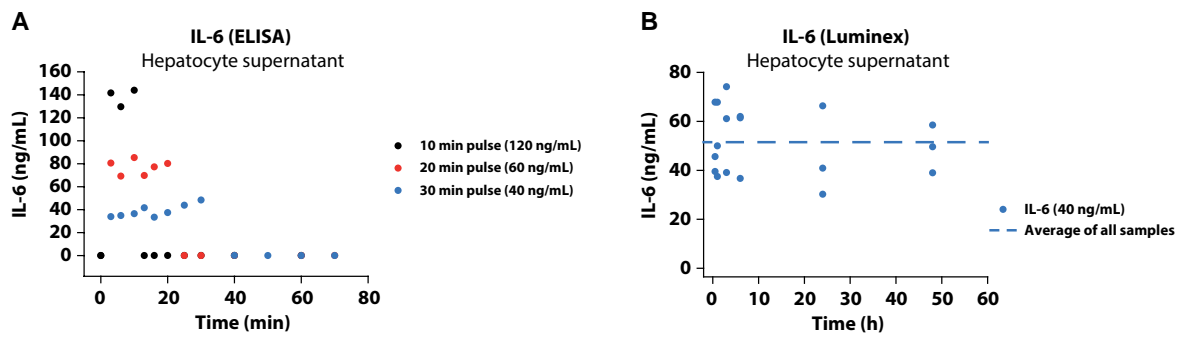 A
IL-6 (ELISA)
Hepatocyte supernatant
IL-6 (ng/mL)
160
140
120
100
80
60
40
20
0
0 20 40 60 80
Time (min)
10 min pulse (120 ng/mL)
20 min pulse (60 ng/mL)
30 min pulse (40 ng/mL)
B
IL-6 (Luminex)
Hepatocyte supernatant
IL-6 (ng/mL)
80
60
40
20
0
0 10 20 30 40 50 60
Time (h)
IL-6 (40 ng/mL)
Average of all samples